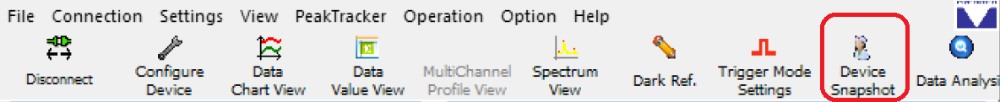 File Connection Settings View PeakTracker Operation Option Help
Disconnect
Configure
Device
Data
Chart View
Data
Value View
MultiChannel
Profile View
Spectrum
View
Dark Ref.
Trigger Mode
Settings
Device
Snapshot
Data Analysi